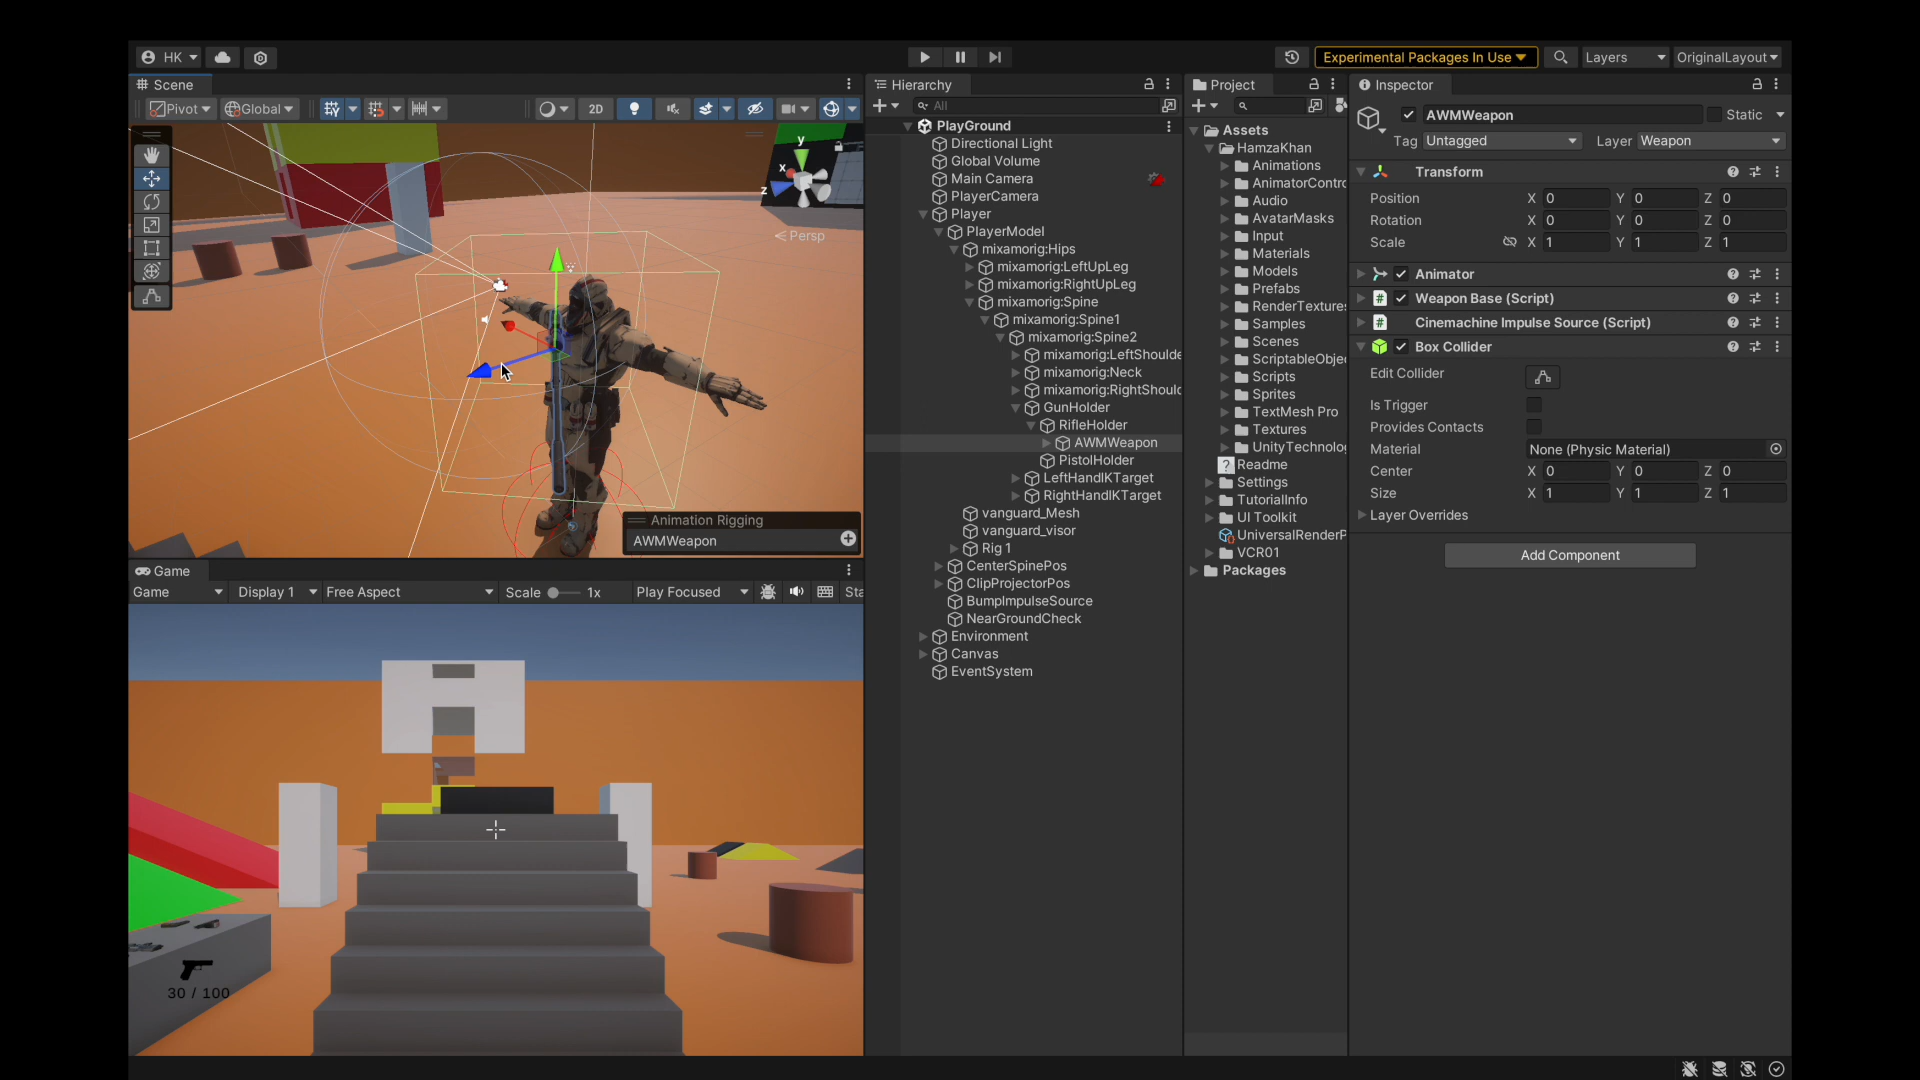 HK
Experimental Packages In Use
Layers
OriginalLayout
Scene
Pivot
Global
2D
y
x
z
Persp
Animation Rigging
AWMWeapon
Game
Game
Display 1
Free Aspect
Scale
1x
Play Focused
Sta
30 / 100
Hierarchy
All
PlayGround
Directional Light
Global Volume
Main Camera
PlayerCamera
Player
PlayerModel
mixamorig:Hips
mixamorig:LeftUpLeg
mixamorig:RightUpLeg
mixamorig:Spine
mixamorig:Spine1
mixamorig:Spine2
mixamorig:LeftShoulde
mixamorig:Neck
mixamorig:RightShoul
GunHolder
RifleHolder
AWMWeapon
PistolHolder
LeftHandIKTarget
RightHandIKTarget
vanguard_Mesh
vanguard_visor
Rig 1
CenterSpinePos
ClipProjectorPos
BumpImpulseSource
NearGroundCheck
Environment
Canvas
EventSystem
Project
Assets
HamzaKhan
Animations
AnimatorContro
Audio
AvatarMasks
Input
Materials
Models
Prefabs
RenderTexture
Samples
Scenes
ScriptableObje
Scripts
Sprites
TextMesh Pro
Textures
UnityTechnolog
Readme
Settings
TutorialInfo
UI Toolkit
UniversalRenderP
VCR01
Packages
Inspector
AWMWeapon
Static
Tag Untagged
Layer Weapon
Transform
Position X 0 Y 0 Z 0
Rotation X 0 Y 0 Z 0
Scale X 1 Y 1 Z 1
Animator
Weapon Base (Script)
Cinemachine Impulse Source (Script)
Box Collider
Edit Collider
Is Trigger
Provides Contacts
Material None (Physic Material)
Center X 0 Y 0 Z 0
Size X 1 Y 1 Z 1
Layer Overrides
Add Component